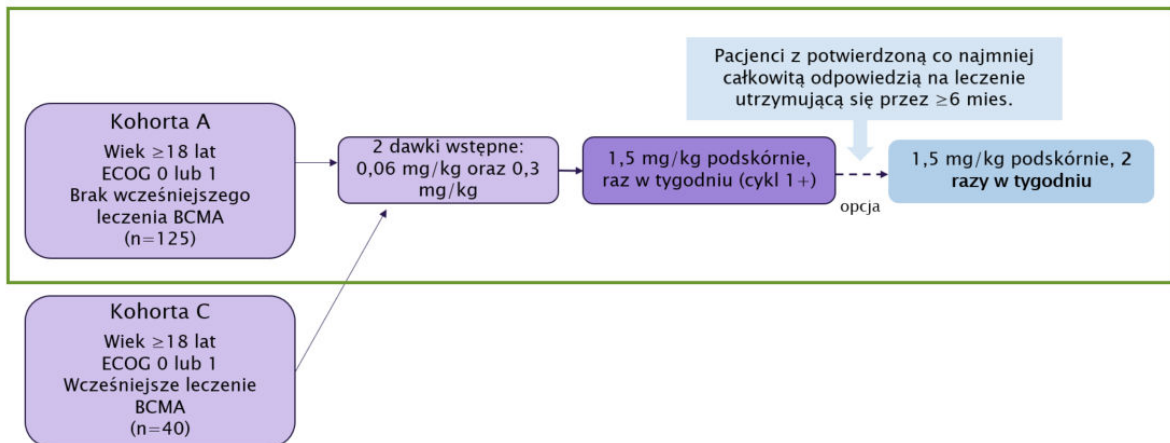 Pacjenci z potwierdzoną co najmniej
całkowitą odpowiedzią na leczenie
utrzymującą się przez ≥6 mies.
Kohorta A
Wiek ≥18 lat
ECOG 0 lub 1
Brak wcześniejszego
leczenia BCMA
(n=125)
2 dawki wstępne:
0,06 mg/kg oraz 0,3
mg/kg
1,5 mg/kg podskórnie,
raz w tygodniu (cykl 1+)
opcja
1,5 mg/kg podskórnie, 2
razy w tygodniu
Kohorta C
Wiek ≥18 lat
ECOG 0 lub 1
Wcześniejsze leczenie
BCMA
(n=40)